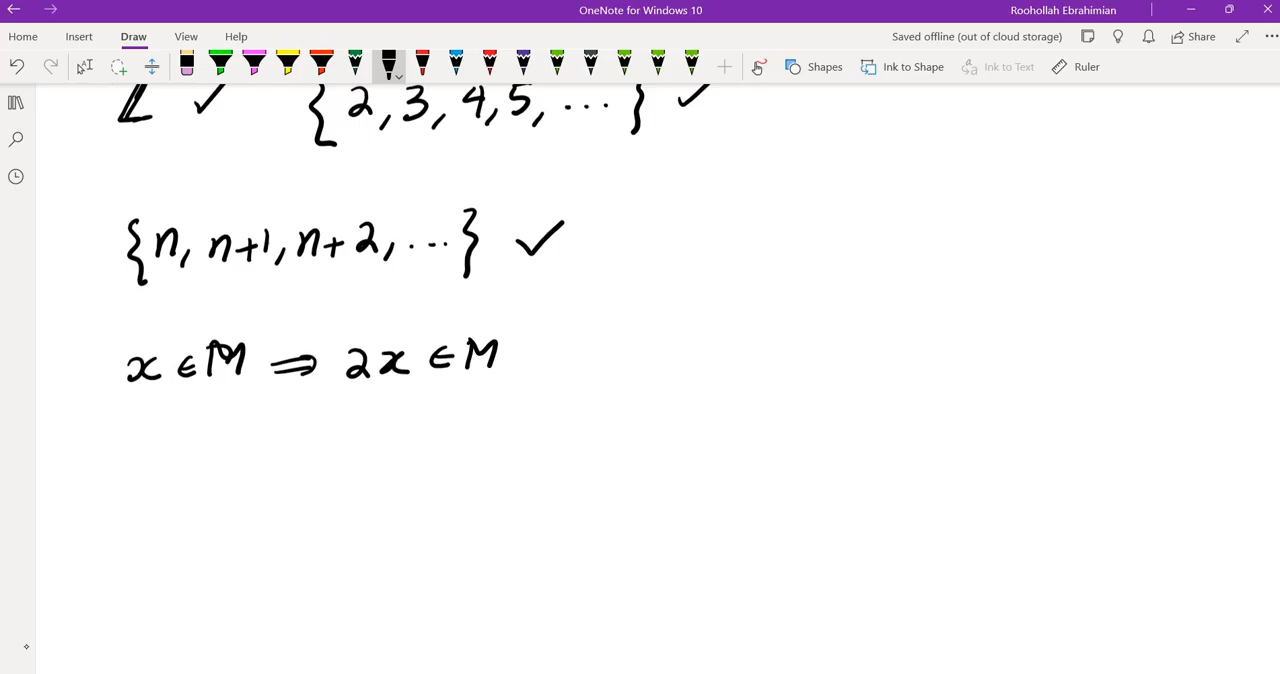 OneNote for Windows 10
Roohollah Ebrahimian
Home Insert Draw View Help
Saved offline (out of cloud storage)
Share
Shapes
Ink to Shape
Ink to Text
Ruler
ℤ ✓ {2, 3, 4, 5, ...} ✓
{n, n+1, n+2, ...} ✓
x ∈ M ⇒ 2x ∈ M